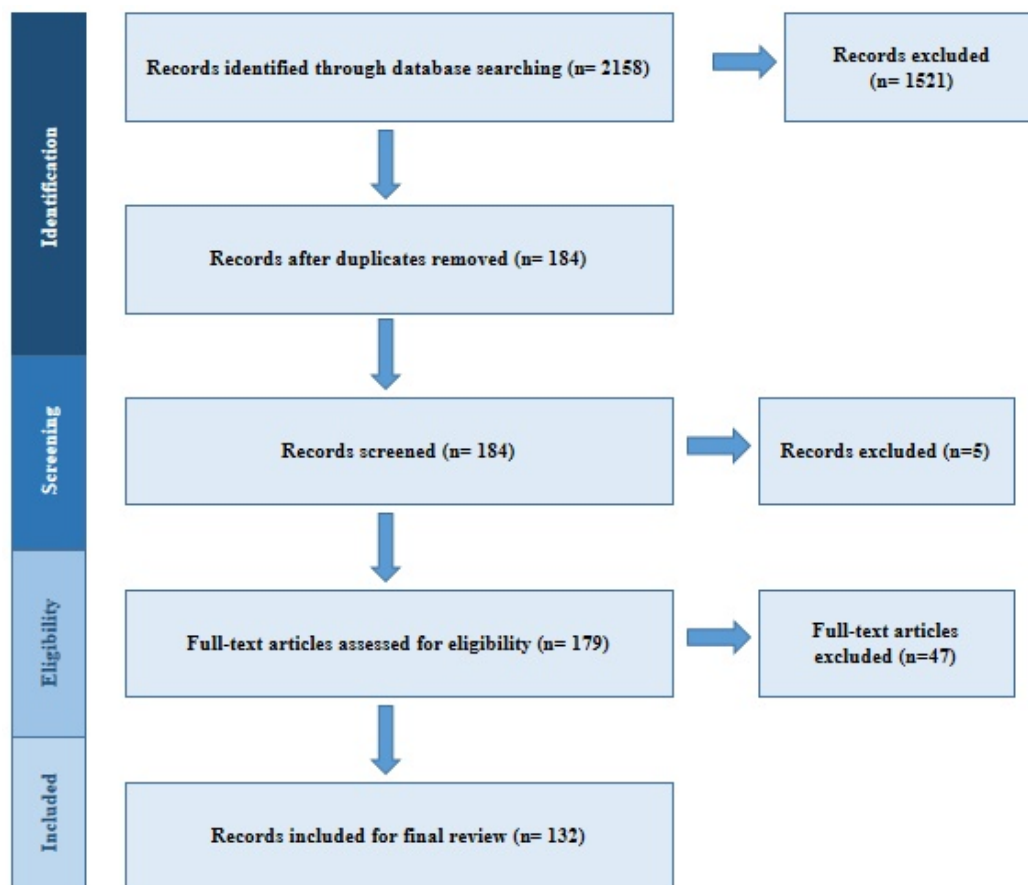 Identification
Records identified through database searching (n= 2158)
Records excluded
(n= 1521)
Records after duplicates removed (n= 184)
Screening
Records screened (n= 184)
Records excluded (n=5)
Eligibility
Full-text articles assessed for eligibility (n= 179)
Full-text articles
excluded (n=47)
Included
Records included for final review (n= 132)